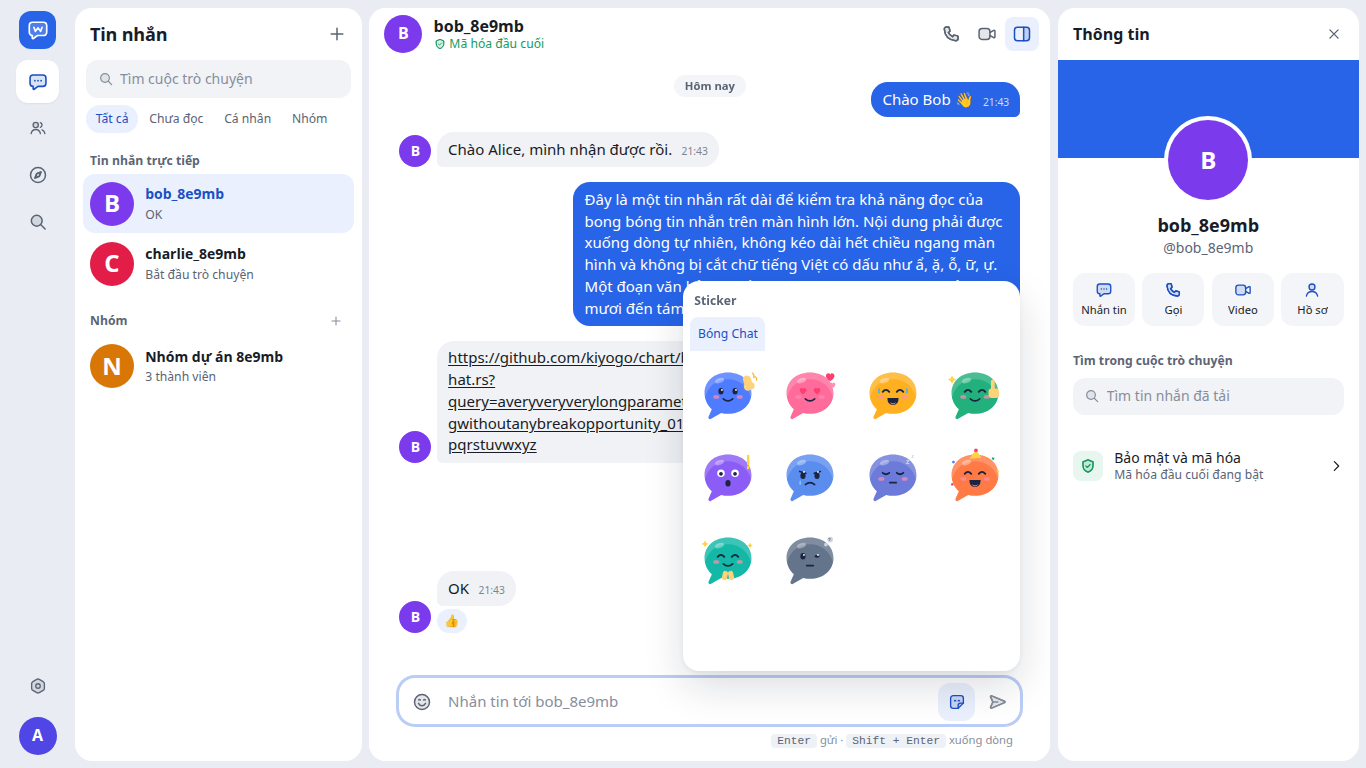 Tin nhắn
Tìm cuộc trò chuyện
Tất cả
Chưa đọc
Cá nhân
Nhóm
Tin nhắn trực tiếp
B
bob_8e9mb
OK
C
charlie_8e9mb
Bắt đầu trò chuyện
Nhóm
N
Nhóm dự án 8e9mb
3 thành viên
A
B
bob_8e9mb
Mã hóa đầu cuối
Hôm nay
Chào Bob 👋 21:43
B
Chào Alice, mình nhận được rồi. 21:43
Đây là một tin nhắn rất dài để kiểm tra khả năng đọc của
bong bóng tin nhắn trên màn hình lớn. Nội dung phải được
xuống dòng tự nhiên, không kéo dài hết chiều ngang màn
hình và không bị cắt chữ tiếng Việt có dấu như ẩ, ặ, ỗ, ữ, ự.
Một đoạn văn
mươi đến tám
https://github.com/kiyogo/chart/
hat.rs?
query=averyveryverylongparamet
gwithoutanybreakopportunity_01
pqrstuvwxyz
B
OK 21:43
B
👍
Sticker
Bóng Chat
Nhắn tin tới bob_8e9mb
Enter gửi · Shift + Enter xuống dòng
Thông tin
B
bob_8e9mb
@bob_8e9mb
Nhắn tin
Gọi
Video
Hồ sơ
Tìm trong cuộc trò chuyện
Tìm tin nhắn đã tải
Bảo mật và mã hóa
Mã hóa đầu cuối đang bật